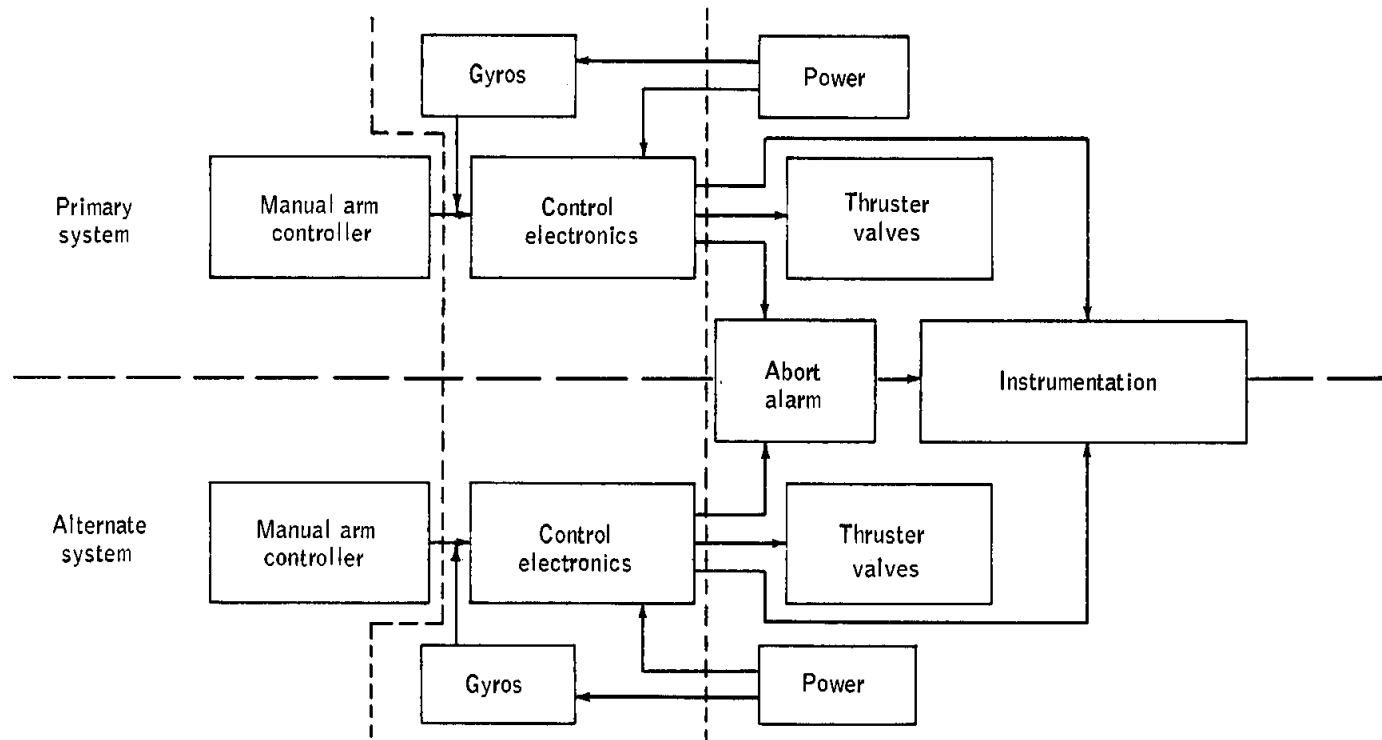 Gyros
Power
Primary
system
Manual arm
controller
Control
electronics
Thruster
valves
Abort
alarm
Instrumentation
Alternate
system
Manual arm
controller
Control
electronics
Thruster
valves
Gyros
Power